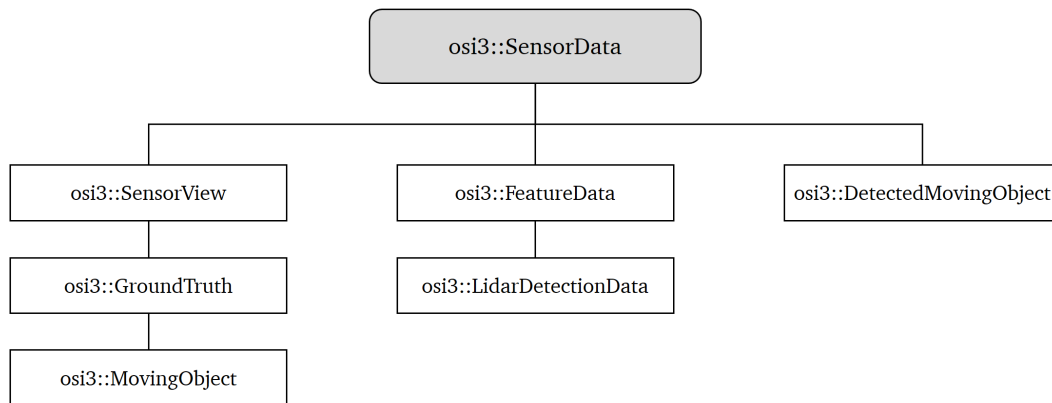 osi3::SensorData
osi3::SensorView
osi3::FeatureData
osi3::DetectedMovingObject
osi3::GroundTruth
osi3::LidarDetectionData
osi3::MovingObject